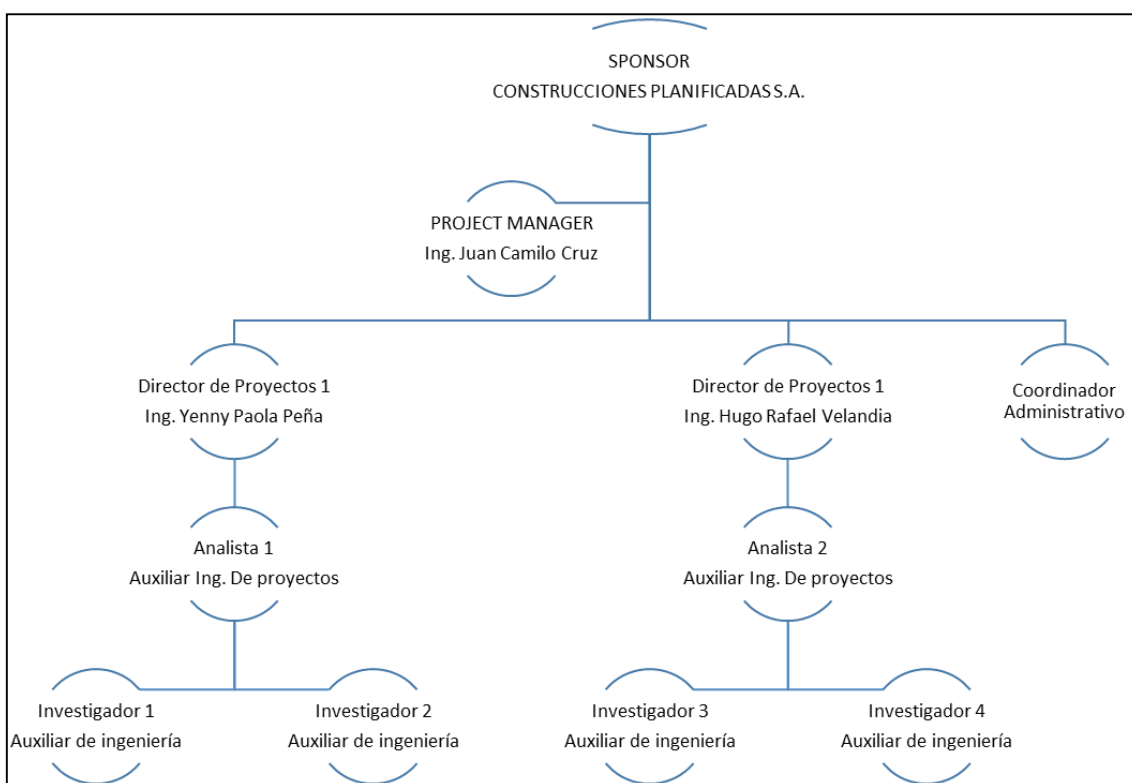 SPONSOR
CONSTRUCCIONES PLANIFICADAS S.A.
PROJECT MANAGER
Ing. Juan Camilo Cruz
Director de Proyectos 1
Ing. Yenny Paola Peña
Director de Proyectos 1
Ing. Hugo Rafael Velandia
Coordinador
Administrativo
Analista 1
Auxiliar Ing. De proyectos
Analista 2
Auxiliar Ing. De proyectos
Investigador 1
Auxiliar de ingeniería
Investigador 2
Auxiliar de ingeniería
Investigador 3
Auxiliar de ingeniería
Investigador 4
Auxiliar de ingeniería